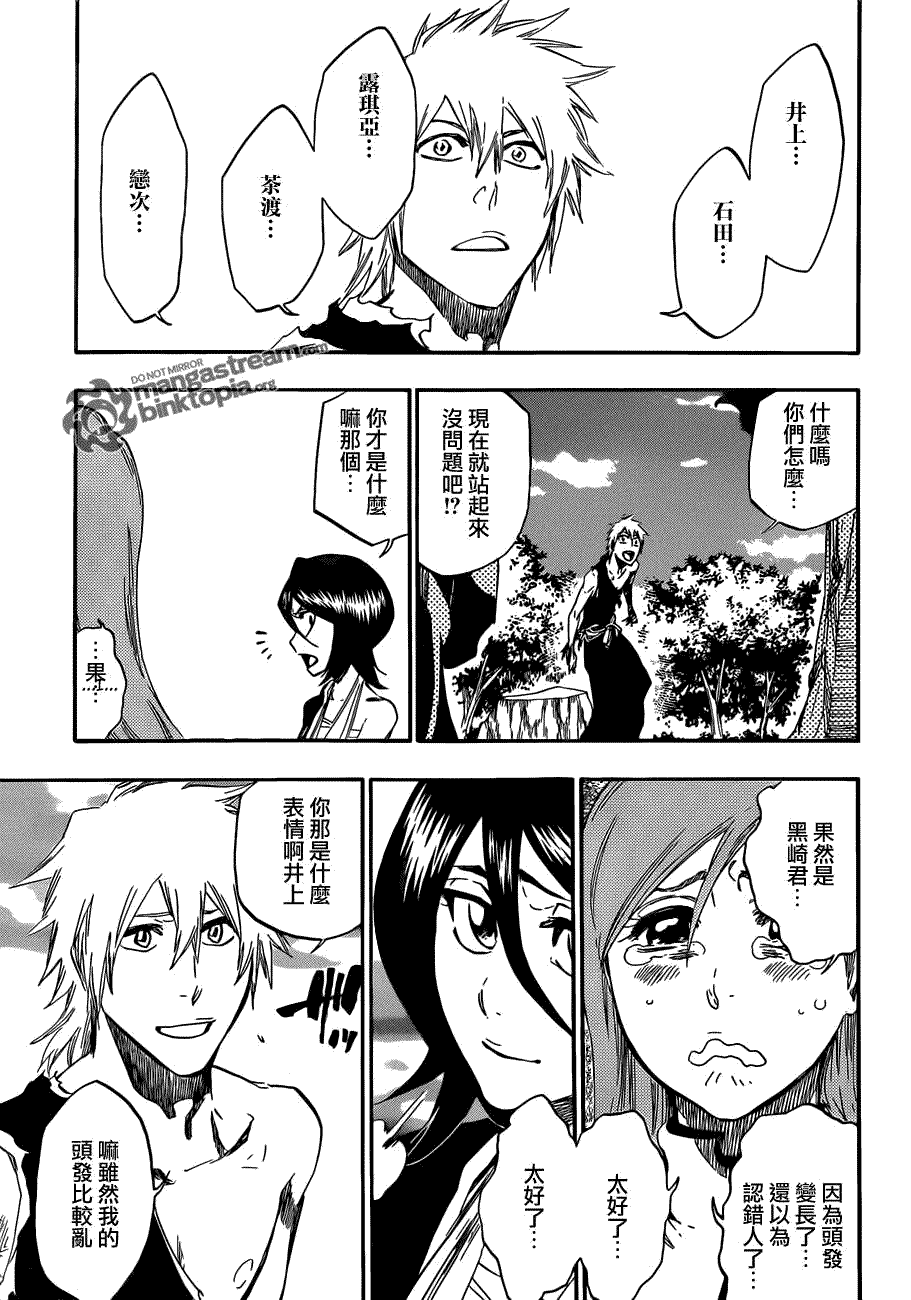 井上…
石田…
露琪亞…
茶渡…
戀次…
什麼嗎
你們怎麼…
現在就站起來
沒問題吧!?
你才是什麼
嘛那個…
…果…
DO NOT MIRROR
mangastream.com
binktopia.org
果然是
黑崎君…
因為頭發
變長了…
還以為
認錯人了…
太好了…
太好了…
你那是什麼
表情啊井上
嘛雖然我的
頭發比較亂